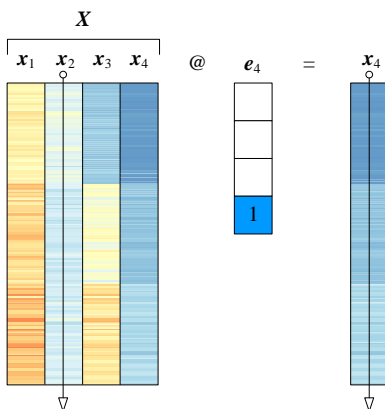 X
x₁ x₂ x₃ x₄ @ e₄ = x₄
1